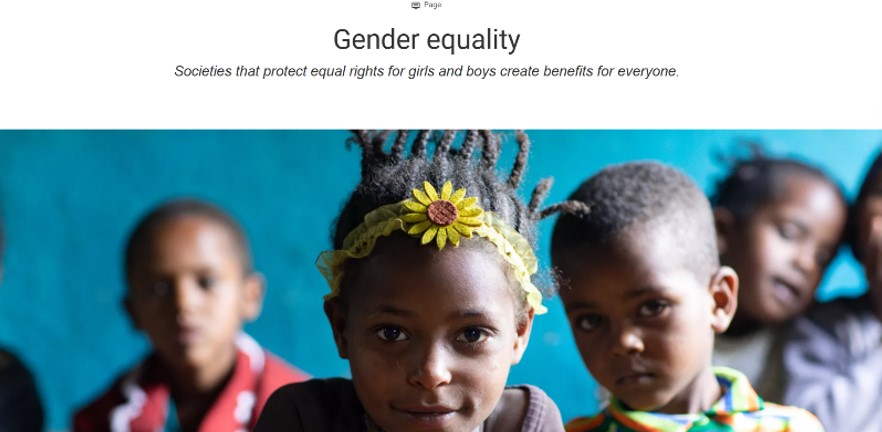 Page
Gender equality
Societies that protect equal rights for girls and boys create benefits for everyone.